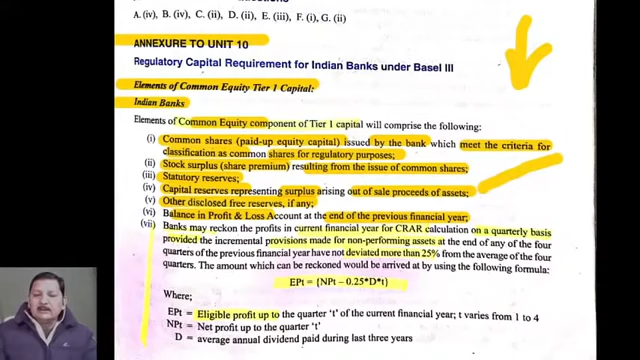 A. (iv), B. (iv), C. (ii), D. (ii), E. (iii), F. (i), G. (ii)
ANNEXURE TO UNIT 10
Regulatory Capital Requirement for Indian Banks under Basel III
Elements of Common Equity Tier 1 Capital:
Indian Banks
Elements of Common Equity component of Tier 1 capital will comprise the following:
(i) Common shares (paid-up equity capital) issued by the bank which meet the criteria for
classification as common shares for regulatory purposes;
(ii) Stock surplus (share premium) resulting from the issue of common shares;
(iii) Statutory reserves;
(iv) Capital reserves representing surplus arising out of sale proceeds of assets;
(v) Other disclosed free reserves, if any;
(vi) Balance in Profit & Loss Account at the end of the previous financial year;
(vii) Banks may reckon the profits in current financial year for CRAR calculation on a quarterly basis
provided the incremental provisions made for non-performing assets at the end of any of the four
quarters of the previous financial year have not deviated more than 25% from the average of the four
quarters. The amount which can be reckoned would be arrived at by using the following formula:
EPt = {NPt – 0.25*D*t}
Where;
EPt = Eligible profit up to the quarter 't' of the current financial year; t varies from 1 to 4
NPt = Net profit up to the quarter 't'
D = average annual dividend paid during last three years